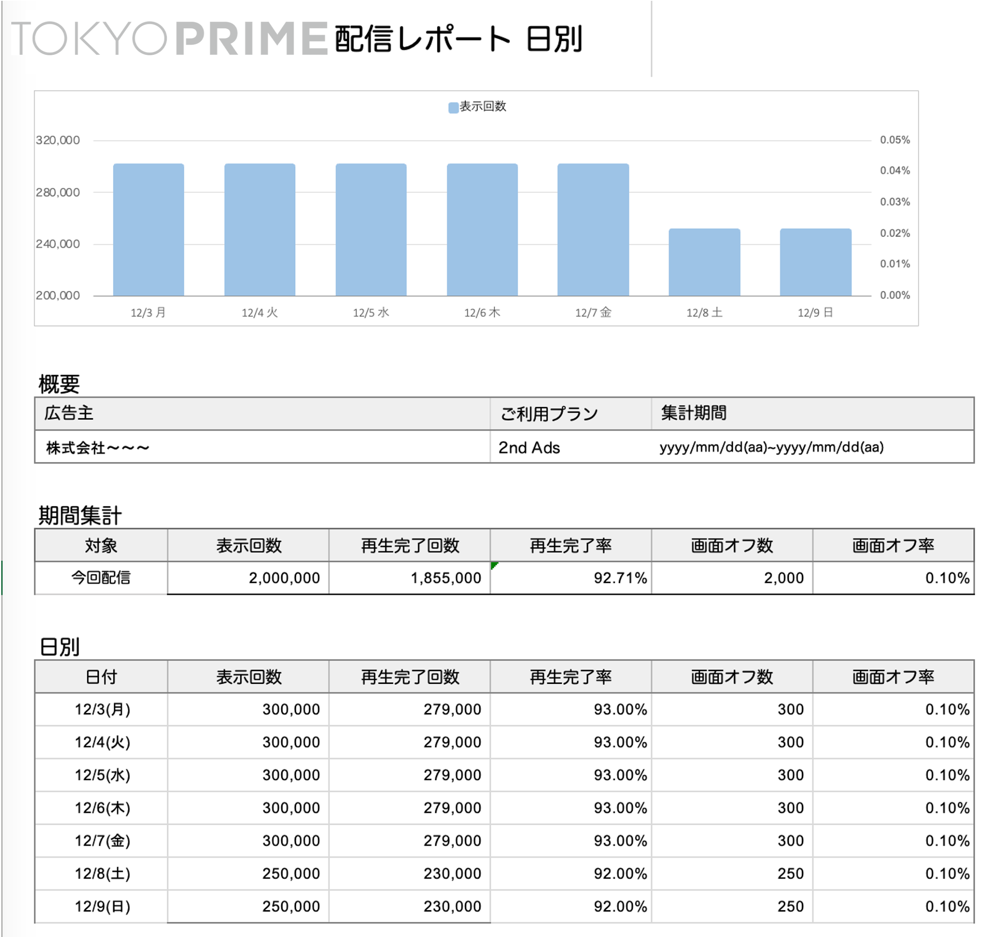 TOKYOPRIME 配信レポート 日別
表示回数
320,000 0.05%
0.04%
280,000
0.03%
0.02%
240,000
0.01%
200,000 0.00%
12/3 月 12/4 火 12/5 水 12/6 木 12/7 金 12/8 土 12/9 日
概要
広告主 ご利用プラン 集計期間
株式会社～～～ 2nd Ads yyyy/mm/dd(aa)~yyyy/mm/dd(aa)
期間集計
対象 表示回数 再生完了回数 再生完了率 画面オフ数 画面オフ率
今回配信 2,000,000 1,855,000 92.71% 2,000 0.10%
日別
日付 表示回数 再生完了回数 再生完了率 画面オフ数 画面オフ率
12/3(月) 300,000 279,000 93.00% 300 0.10%
12/4(火) 300,000 279,000 93.00% 300 0.10%
12/5(水) 300,000 279,000 93.00% 300 0.10%
12/6(木) 300,000 279,000 93.00% 300 0.10%
12/7(金) 300,000 279,000 93.00% 300 0.10%
12/8(土) 250,000 230,000 92.00% 250 0.10%
12/9(日) 250,000 230,000 92.00% 250 0.10%